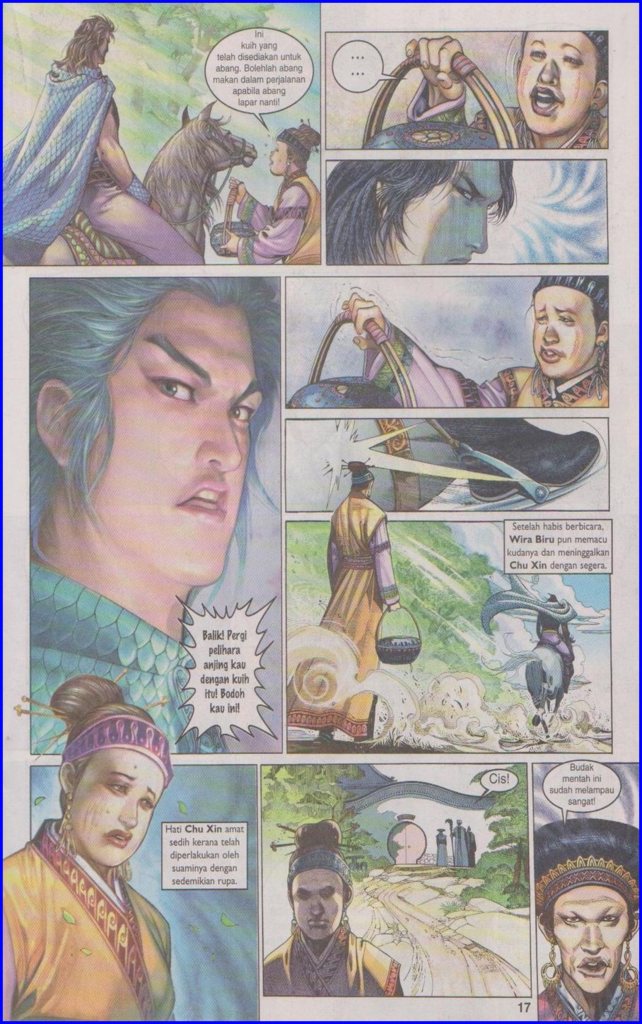 Ini
kuih yang
telah disediakan untuk
abang. Bolehlah abang
makan dalam perjalanan
apabila abang
lapar nanti!
...
...
Balik! Pergi
pelihara
anjing kau
dengan kuih
itu! Bodoh
kau ini!
Setelah habis berbicara,
Wira Biru pun memacu
kudanya dan meninggalkan
Chu Xin dengan segera.
Hati Chu Xin amat
sedih kerana telah
diperlakukan oleh
suaminya dengan
sedemikian rupa.
Cis!
Budak
mentah ini
sudah melampau
sangat!
17